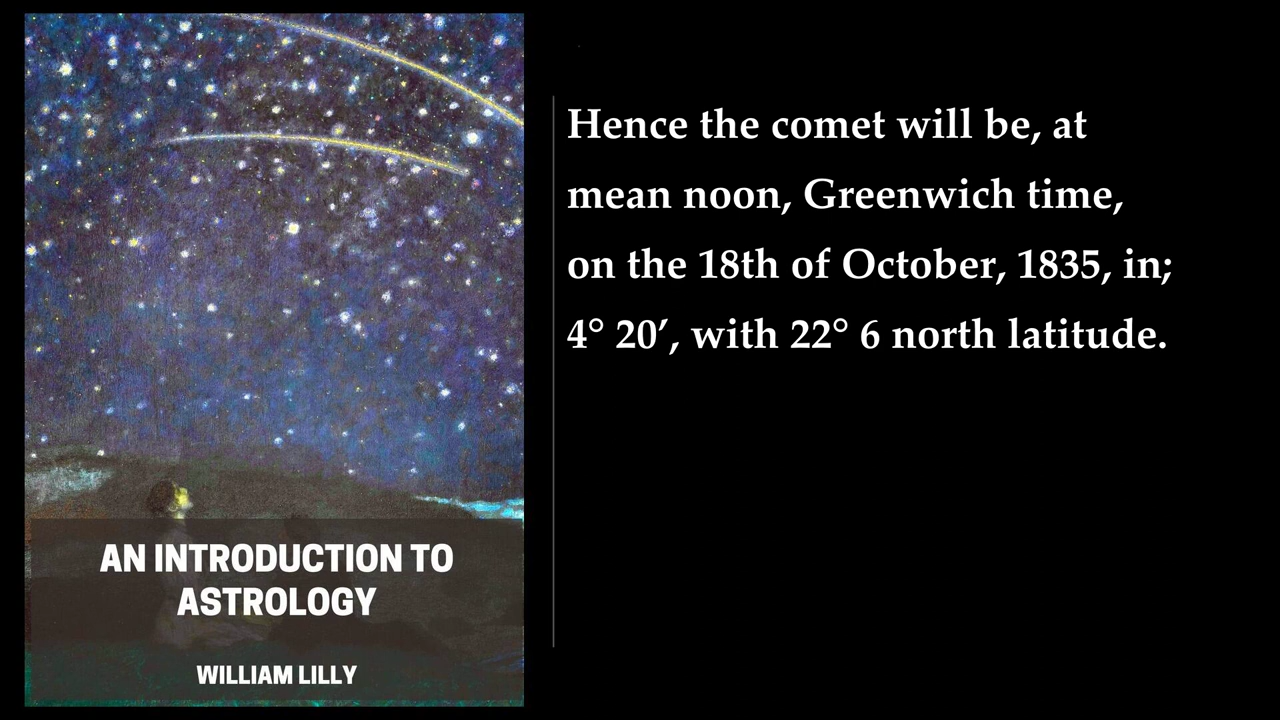 Hence the comet will be, at
mean noon, Greenwich time,
on the 18th of October, 1835, in;
4° 20′, with 22° 6 north latitude.
AN INTRODUCTION TO
ASTROLOGY
WILLIAM LILLY